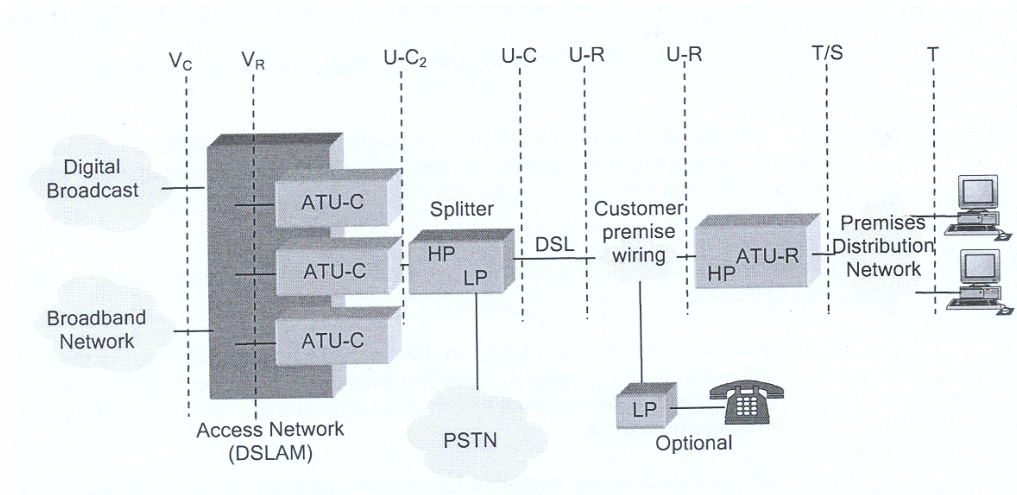 V_C
V_R
U-C₂
U-C
U-R
U-R
T/S
T
Digital
Broadcast
Broadband
Network
ATU-C
ATU-C
ATU-C
Access Network
(DSLAM)
Splitter
HP
LP
PSTN
DSL
Customer
premise
wiring
LP
Optional
ATU-R
HP
Premises
Distribution
Network